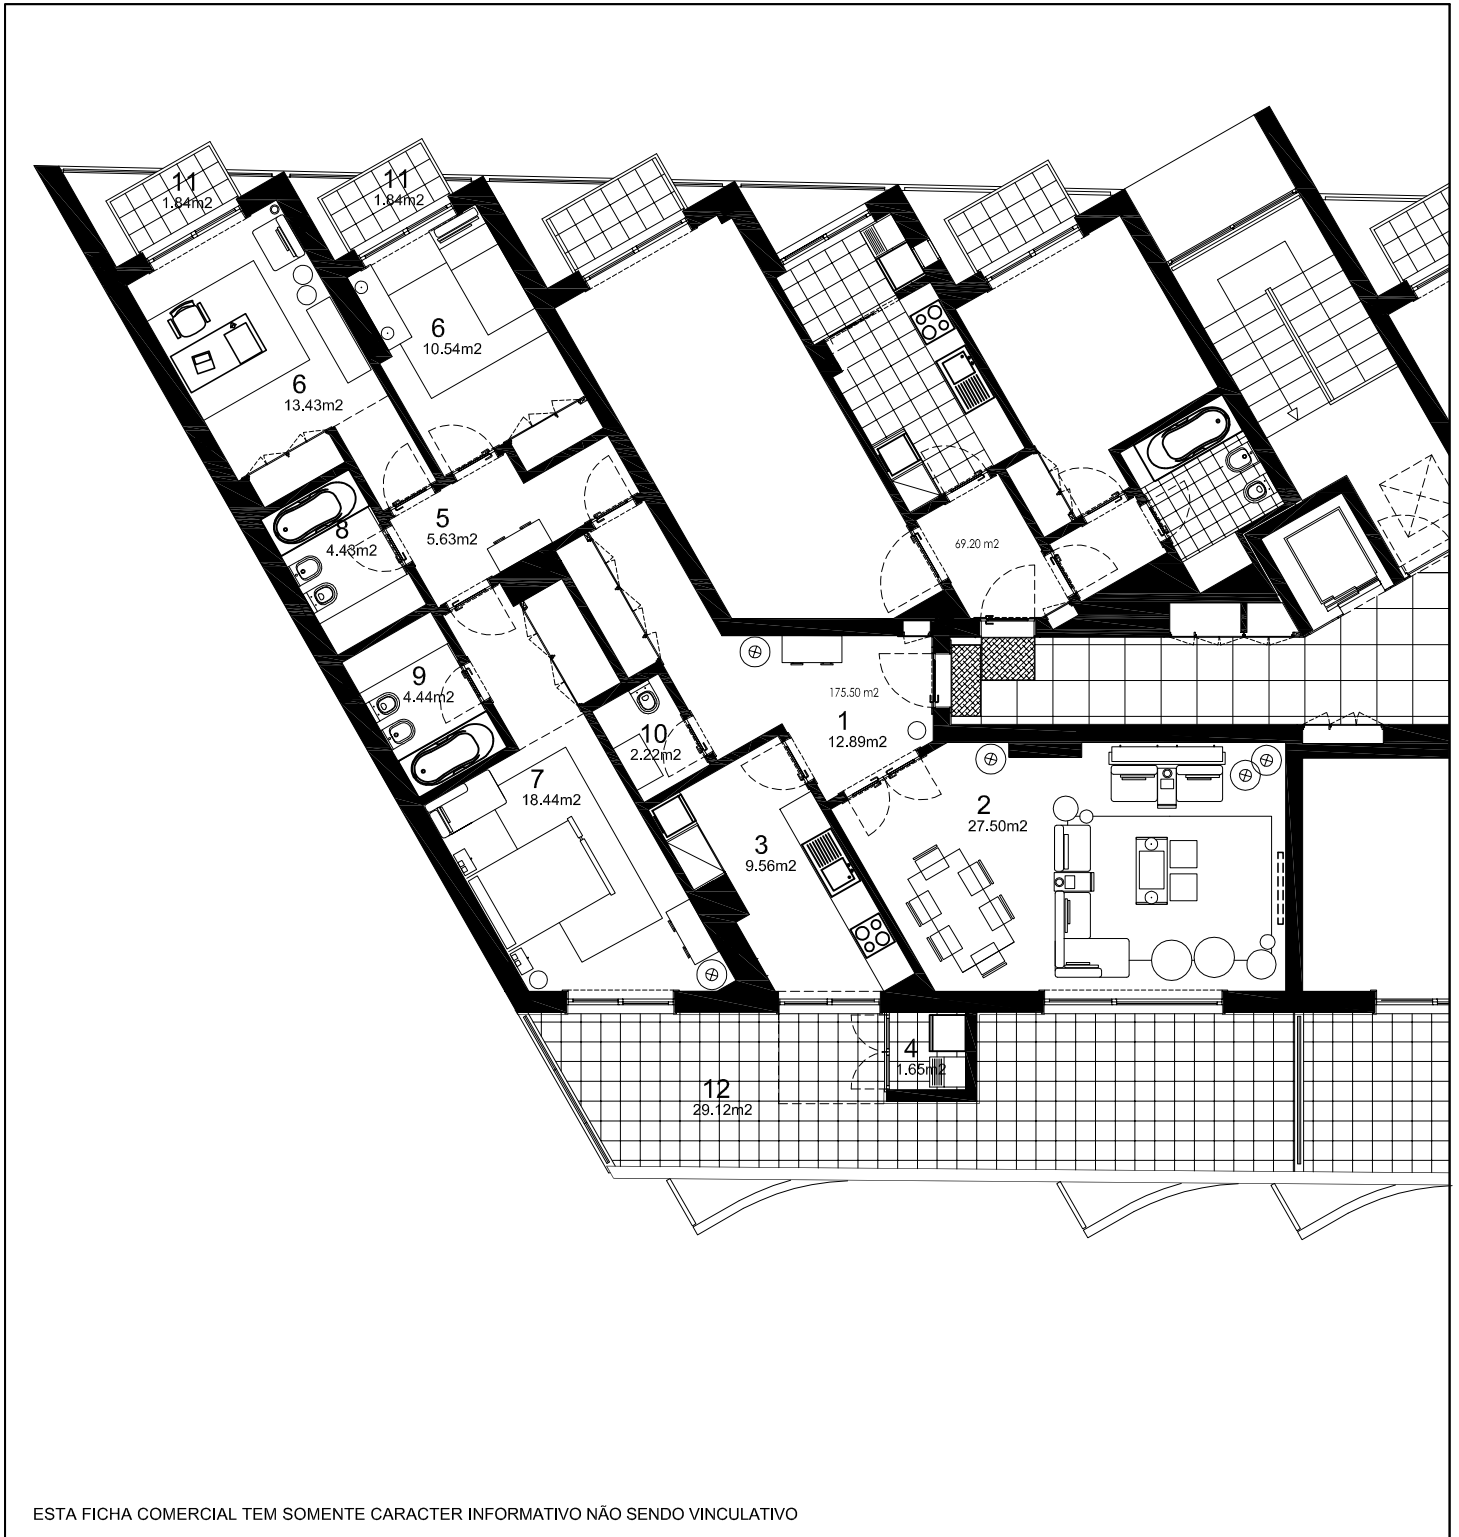 11
1.84m2
11
1.84m2
6
10.54m2
6
13.43m2
5
5.63m2
8
4.43m2
69.20 m2
9
4.44m2
175.50 m2
1
12.89m2
10
2.22m2
7
18.44m2
2
27.50m2
3
9.56m2
4
1.65m2
12
29.12m2
ESTA FICHA COMERCIAL TEM SOMENTE CARACTER INFORMATIVO NÃO SENDO VINCULATIVO